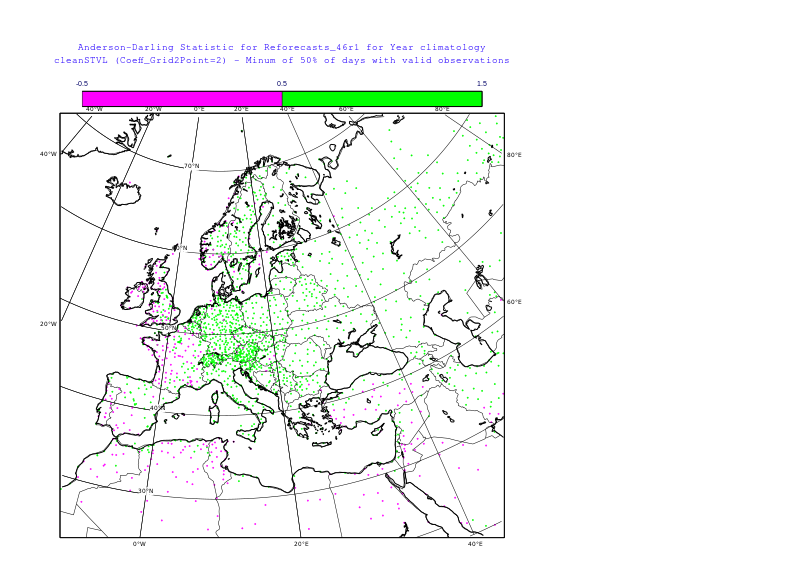 Anderson-Darling Statistic for Reforecasts_46r1 for Year climatology
cleanSTVL (Coeff_Grid2Point=2) - Minum of 50% of days with valid observations
-0.5 0.5 1.5
40°W 20°W 0°E 20°E 40°E 60°E 80°E
40°W 80°E
70°N
60°N
60°E
20°W 50°N
40°N
30°N
0°W 20°E 40°E